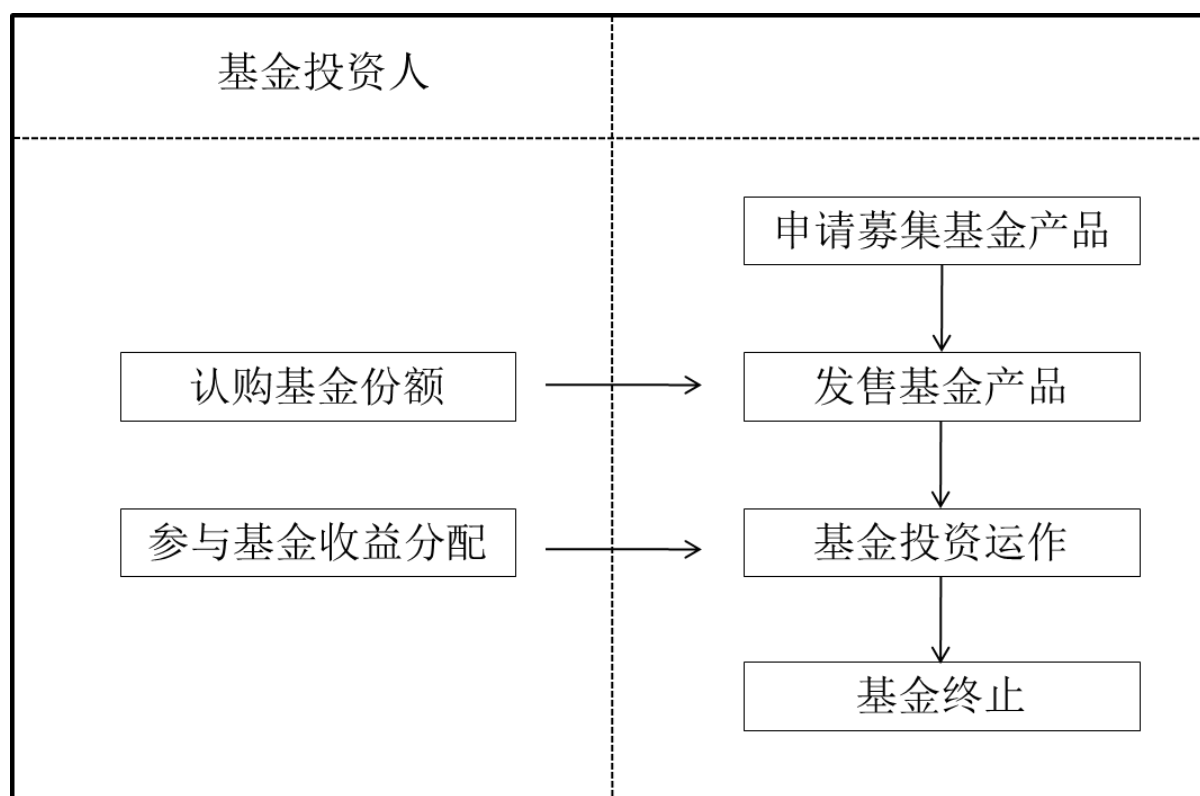 基金投资人
申请募集基金产品
认购基金份额
发售基金产品
参与基金收益分配
基金投资运作
基金终止